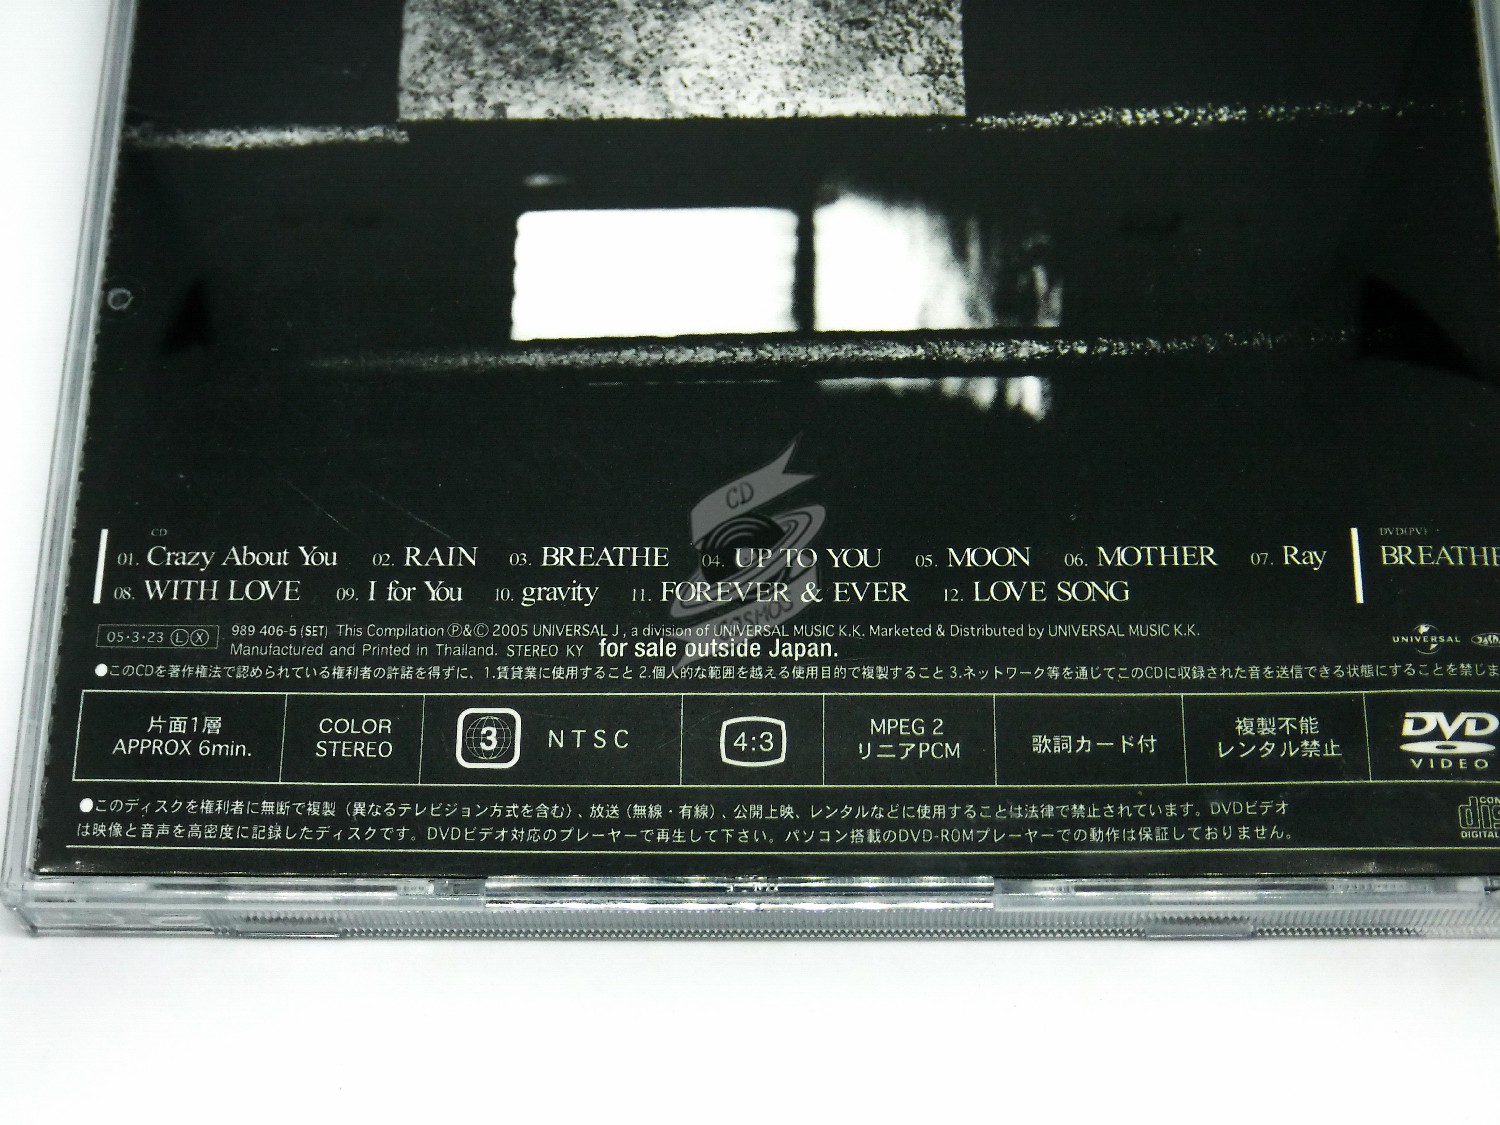 CD
01. Crazy About You 02. RAIN 03. BREATHE 04. UP TO YOU 05. MOON 06. MOTHER 07. Ray
08. WITH LOVE 09. I for You 10. gravity 11. FOREVER & EVER 12. LOVE SONG
DVD(PV)
BREATHE
05・3・23 Ⓛ Ⓧ
989 406-5 (SET) This Compilation Ⓟ&Ⓒ 2005 UNIVERSAL J , a division of UNIVERSAL MUSIC K.K. Marketed & Distributed by UNIVERSAL MUSIC K.K.
Manufactured and Printed in Thailand. STEREO KY for sale outside Japan.
UNIVERSAL
●このCDを著作権法で認められている権利者の許諾を得ずに、1.賃貸業に使用すること 2.個人的な範囲を越える使用目的で複製すること 3.ネットワーク等を通じてこのCDに収録された音を送信できる状態にすることを禁じま
片面1層
APPROX 6min.
COLOR
STEREO
3 NTSC
4:3
MPEG 2
リニアPCM
歌詞カード付
複製不能
レンタル禁止
DVD
VIDEO
●このディスクを権利者に無断で複製（異なるテレビジョン方式を含む）、放送（無線・有線）、公開上映、レンタルなどに使用することは法律で禁止されています。DVDビデオ
は映像と音声を高密度に記録したディスクです。DVDビデオ対応のプレーヤーで再生して下さい。パソコン搭載のDVD-ROMプレーヤーでの動作は保証しておりません。
CD
COSMOS